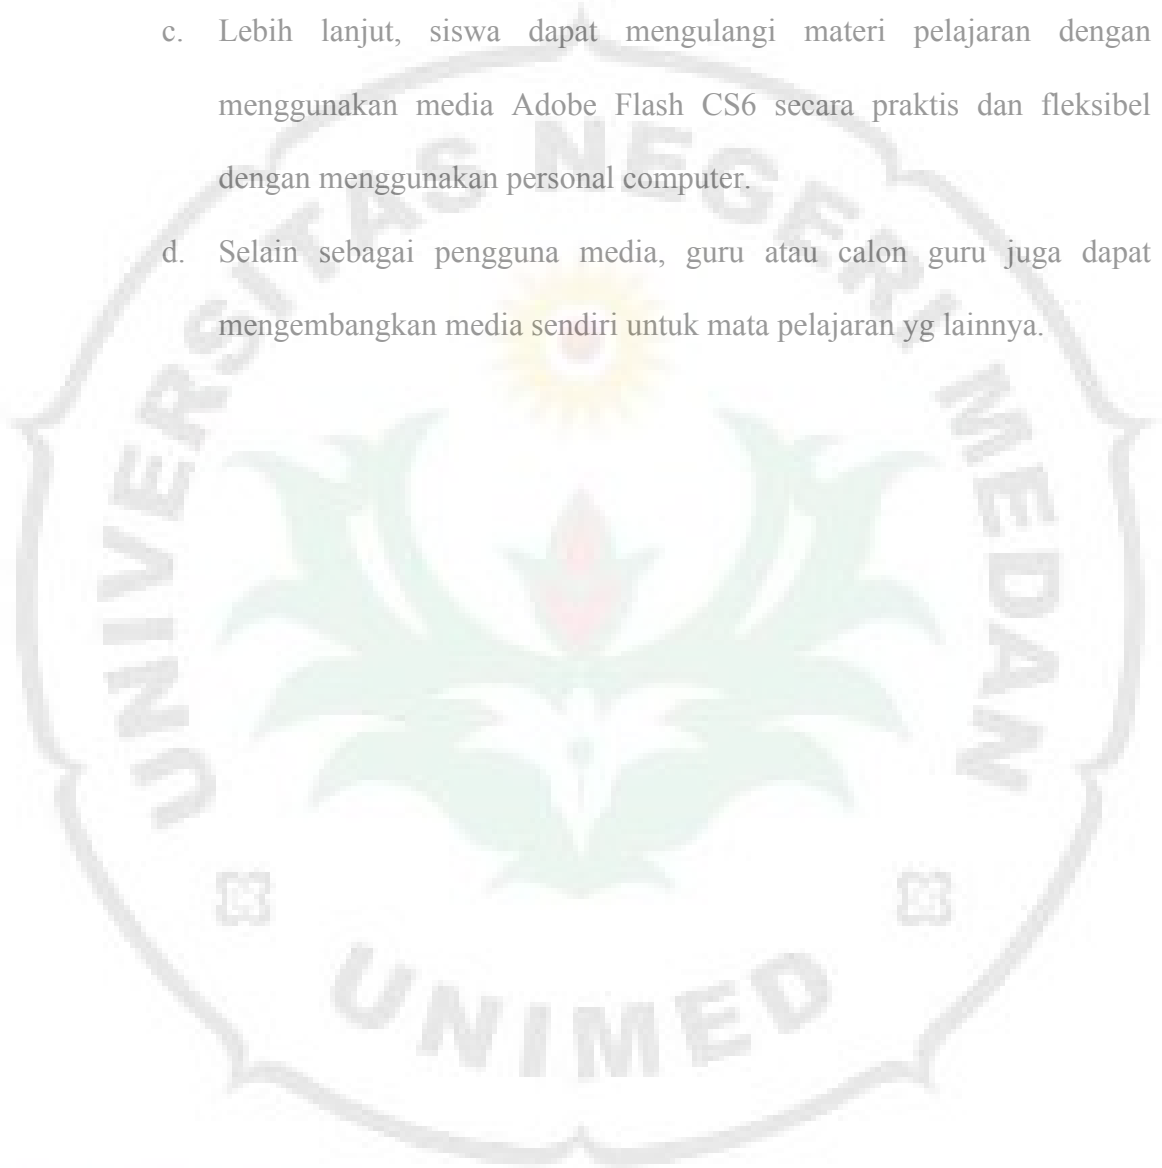 c. Lebih lanjut, siswa dapat mengulangi materi pelajaran dengan
menggunakan media Adobe Flash CS6 secara praktis dan fleksibel
dengan menggunakan personal computer.
d. Selain sebagai pengguna media, guru atau calon guru juga dapat
mengembangkan media sendiri untuk mata pelajaran yg lainnya.
UNIVERSITAS NEGERI MEDAN
UNIMED